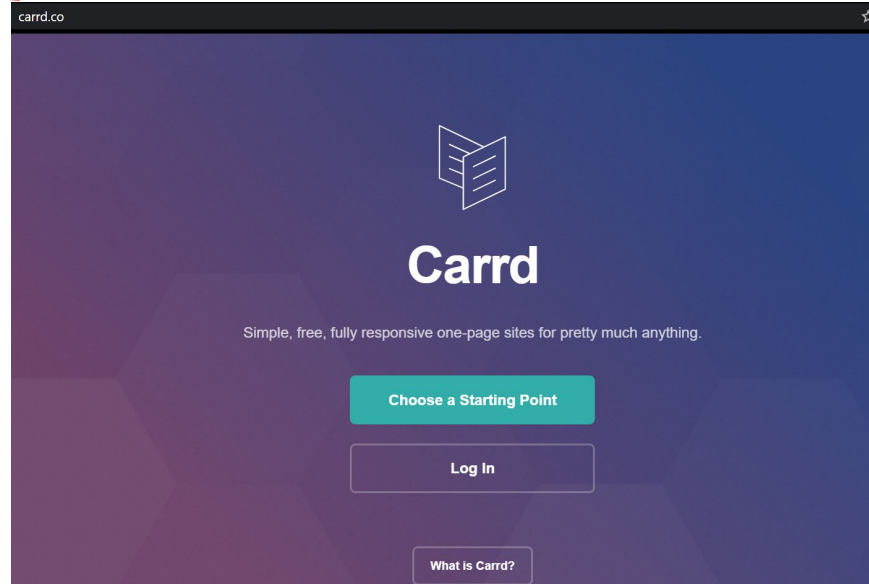 carrd.co
Carrd
Simple, free, fully responsive one-page sites for pretty much anything.
Choose a Starting Point
Log In
What is Carrd?